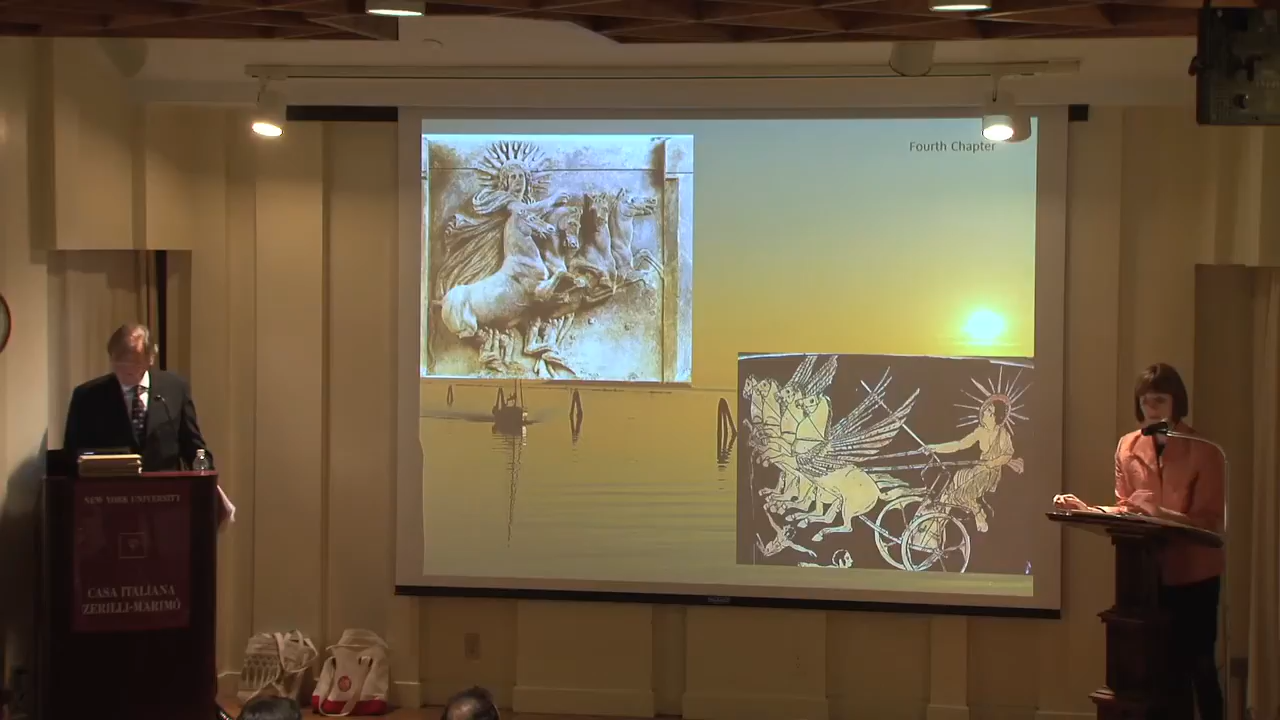 Fourth Chapter
NEW YORK UNIVERSITY
CASA ITALIANA
ZERILLI-MARIMÒ